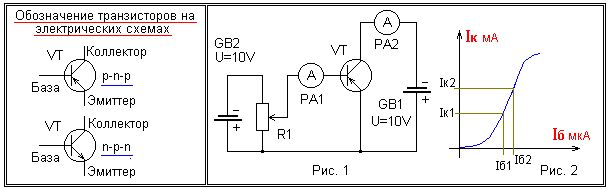 Обозначение транзисторов на
электрических схемах
VT
Коллектор
p-n-p
База
Эмиттер
VT
Коллектор
n-p-n
База
Эмиттер
GB2
U=10V
R1
A
PA1
VT
A
PA2
GB1
U=10V
Рис. 1
Iк мА
Iк2
Iк1
Iб мкА
Iб1
Iб2
Рис. 2